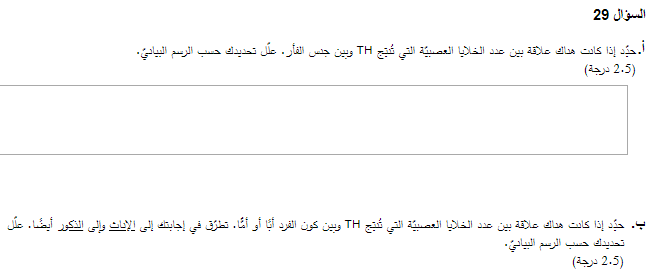 السؤال 29
أ. حدِّد إذا كانت هناك علاقة بين عدد الخلايا العصبيّة التي تُنتِج TH وبين جنس الفأر. علِّل تحديدك حسب الرسم البيانيّ.
(2.5 درجة)
ب. حدِّد إذا كانت هناك علاقة بين عدد الخلايا العصبيّة التي تُنتِج TH وبين كون الفرد أبًا أو أمًّا. تطرَّق في إجابتك إلى الإناث وإلى الذكور أيضًا. علِّل
تحديدك حسب الرسم البيانيّ.
(2.5 درجة)